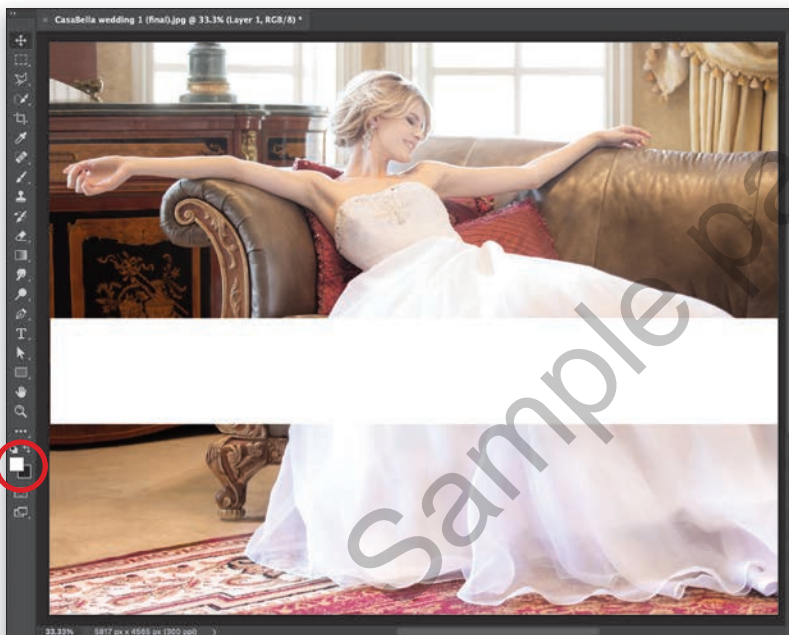 CasaBella wedding 1 (final).jpg @ 33.3% (Layer 1, RGB/8) *
Sample pa
33.33% 5817 px x 4565 px (300 ppi)